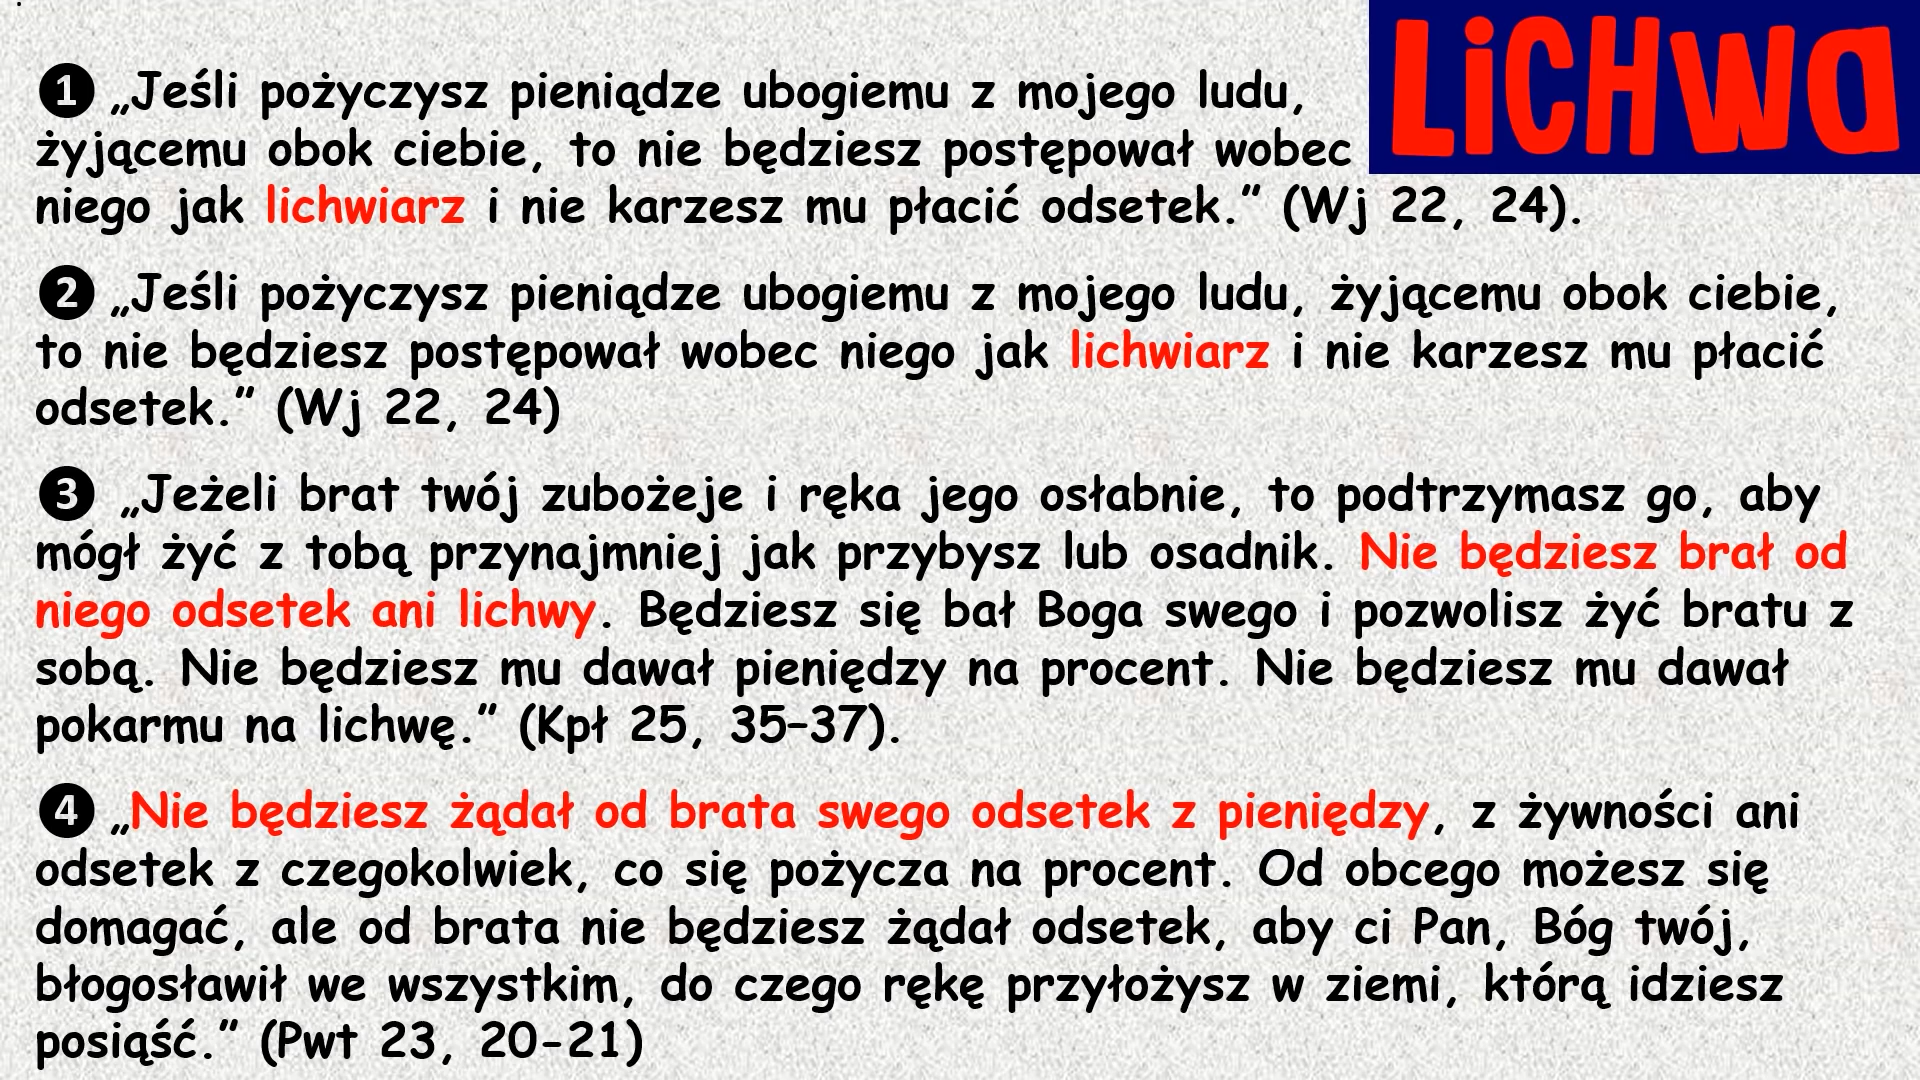 LiCHWa
❶ „Jeśli pożyczysz pieniądze ubogiemu z mojego ludu,
żyjącemu obok ciebie, to nie będziesz postępował wobec
niego jak lichwiarz i nie karzesz mu płacić odsetek.” (Wj 22, 24).
❷ „Jeśli pożyczysz pieniądze ubogiemu z mojego ludu, żyjącemu obok ciebie,
to nie będziesz postępował wobec niego jak lichwiarz i nie karzesz mu płacić
odsetek.” (Wj 22, 24)
❸ „Jeżeli brat twój zubożeje i ręka jego osłabnie, to podtrzymasz go, aby
mógł żyć z tobą przynajmniej jak przybysz lub osadnik. Nie będziesz brał od
niego odsetek ani lichwy. Będziesz się bał Boga swego i pozwolisz żyć bratu z
sobą. Nie będziesz mu dawał pieniędzy na procent. Nie będziesz mu dawał
pokarmu na lichwę.” (Kpł 25, 35–37).
❹ „Nie będziesz żądał od brata swego odsetek z pieniędzy, z żywności ani
odsetek z czegokolwiek, co się pożycza na procent. Od obcego możesz się
domagać, ale od brata nie będziesz żądał odsetek, aby ci Pan, Bóg twój,
błogosławił we wszystkim, do czego rękę przyłożysz w ziemi, którą idziesz
posiąść.” (Pwt 23, 20-21)